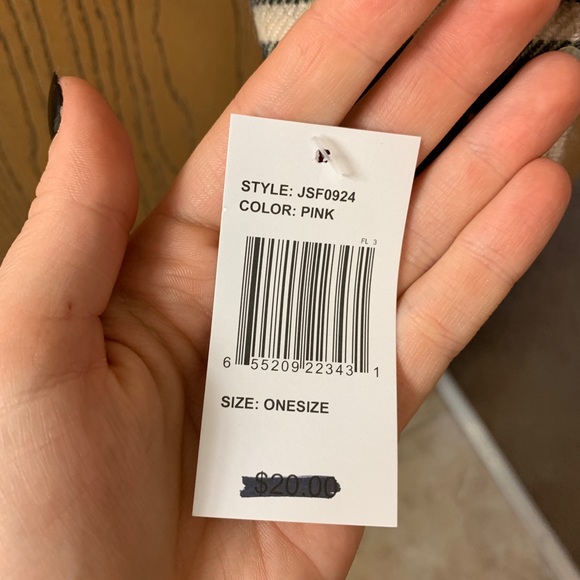 STYLE: JSF0924
COLOR: PINK
FL 3
6 55209 22343 1
SIZE: ONESIZE
$20.00